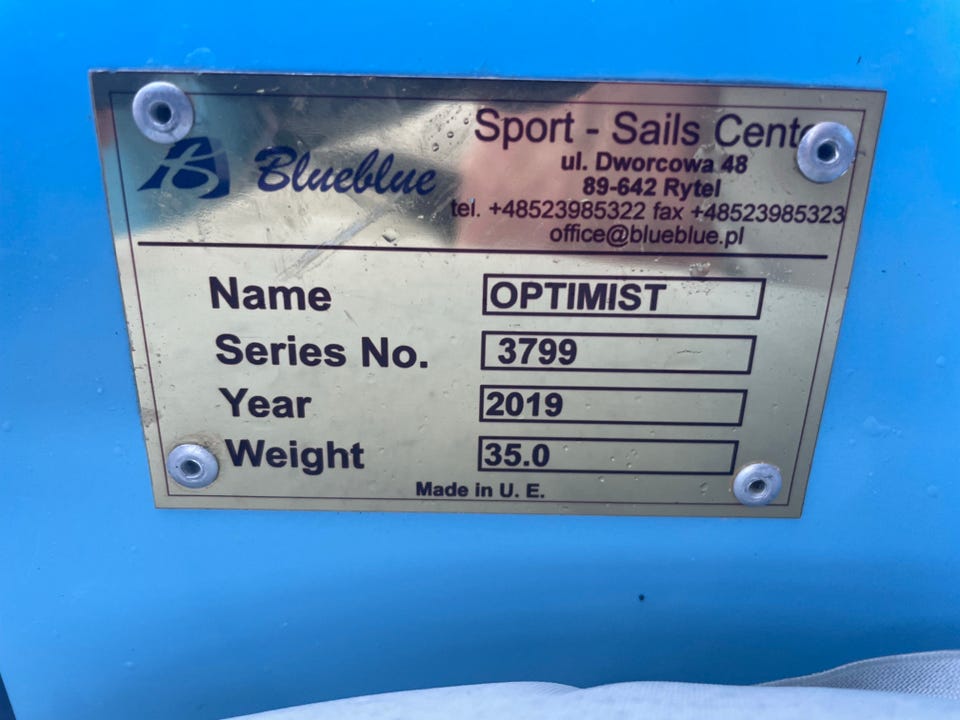 Blueblue
Sport - Sails Cente
ul. Dworcowa 48
89-642 Rytel
tel. +48523985322 fax +48523985323
office@blueblue.pl
Name OPTIMIST
Series No. 3799
Year 2019
Weight 35.0
Made in U. E.